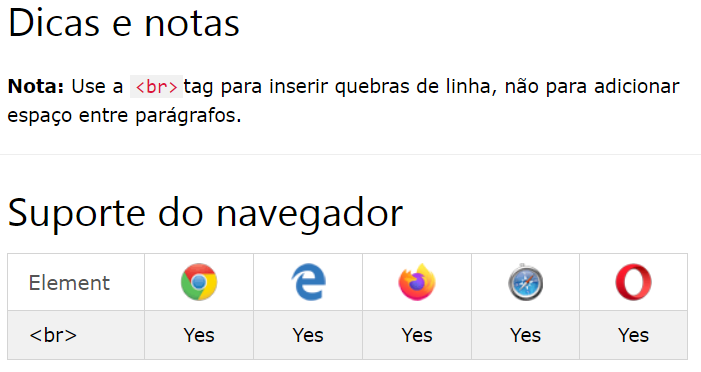 Dicas e notas
Nota: Use a <br> tag para inserir quebras de linha, não para adicionar
espaço entre parágrafos.
Suporte do navegador
Element
<br> Yes Yes Yes Yes Yes